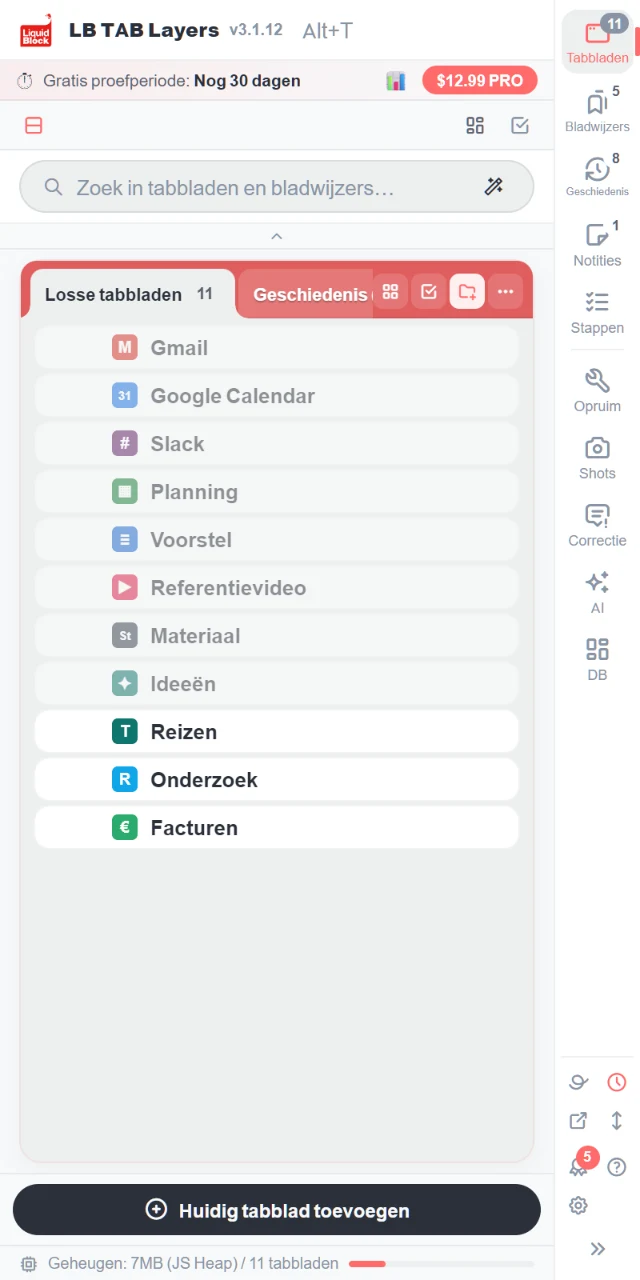 Liquid Block
LB TAB Layers v3.1.12 Alt+T
Gratis proefperiode: Nog 30 dagen
$12.99 PRO
Zoek in tabbladen en bladwijzers…
Losse tabbladen 11
Geschiedenis
M Gmail
31 Google Calendar
# Slack
Planning
Voorstel
Referentievideo
St Materiaal
Ideeën
T Reizen
R Onderzoek
€ Facturen
Huidig tabblad toevoegen
Geheugen: 7MB (JS Heap) / 11 tabbladen
11
Tabbladen
5
Bladwijzers
8
Geschiedenis
1
Notities
Stappen
Opruim
Shots
Correctie
AI
DB
5